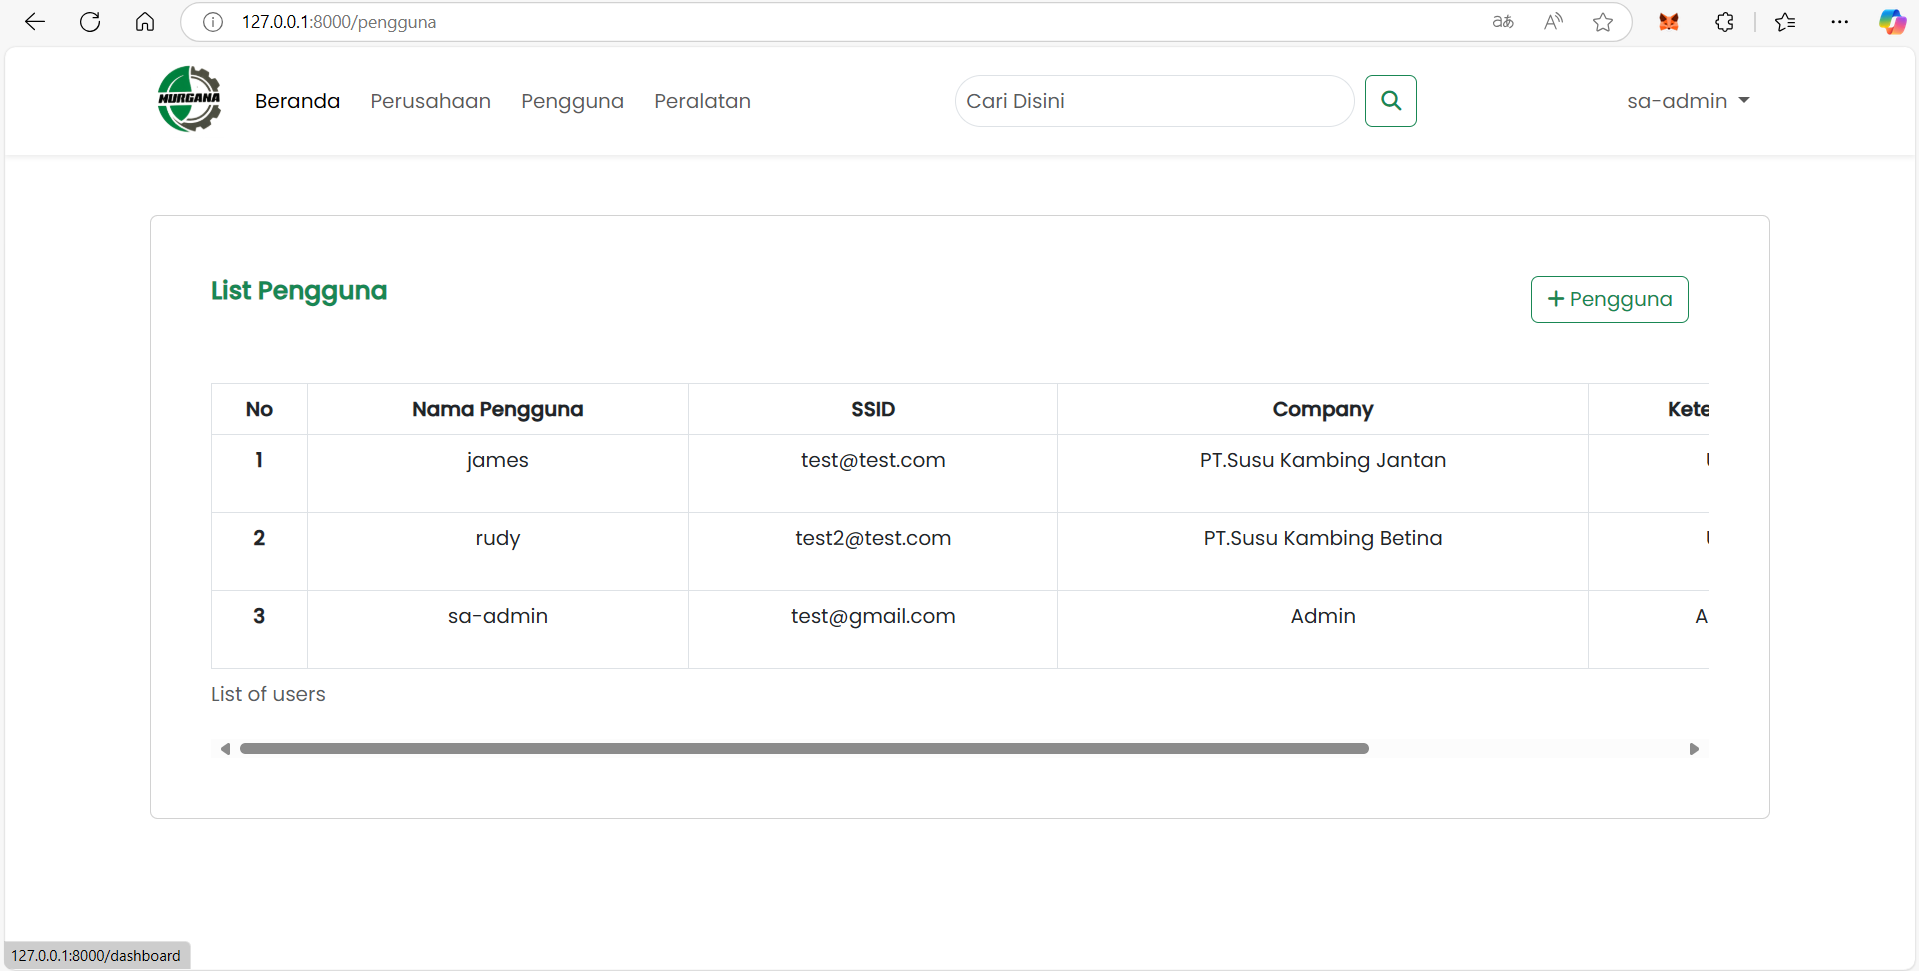 127.0.0.1:8000/pengguna
MURGANA
Beranda Perusahaan Pengguna Peralatan Cari Disini sa-admin
List Pengguna
+ Pengguna
No Nama Pengguna SSID Company Kete
1 james test@test.com PT.Susu Kambing Jantan
2 rudy test2@test.com PT.Susu Kambing Betina
3 sa-admin test@gmail.com Admin A
List of users
127.0.0.1:8000/dashboard